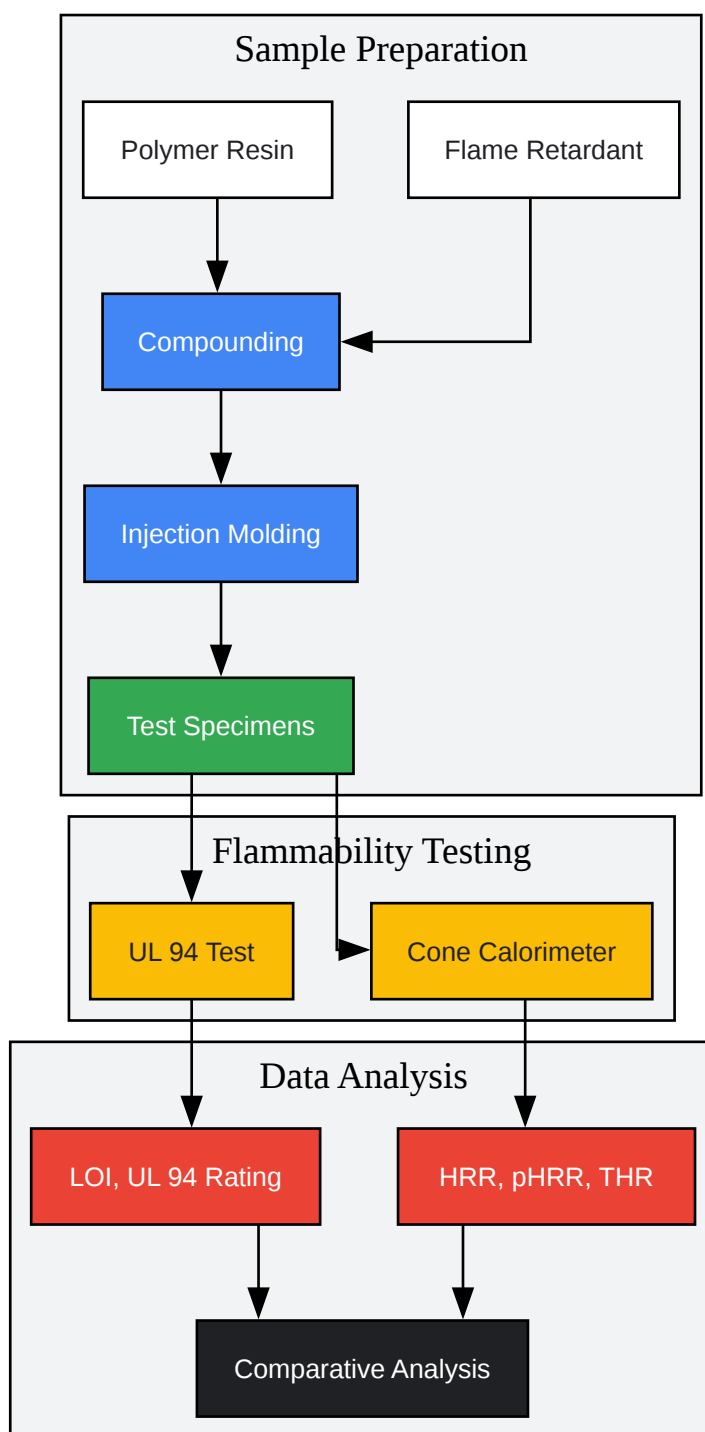 Sample Preparation
Polymer Resin
Flame Retardant
Compounding
Injection Molding
Test Specimens
Flammability Testing
UL 94 Test
Cone Calorimeter
Data Analysis
LOI, UL 94 Rating
HRR, pHRR, THR
Comparative Analysis